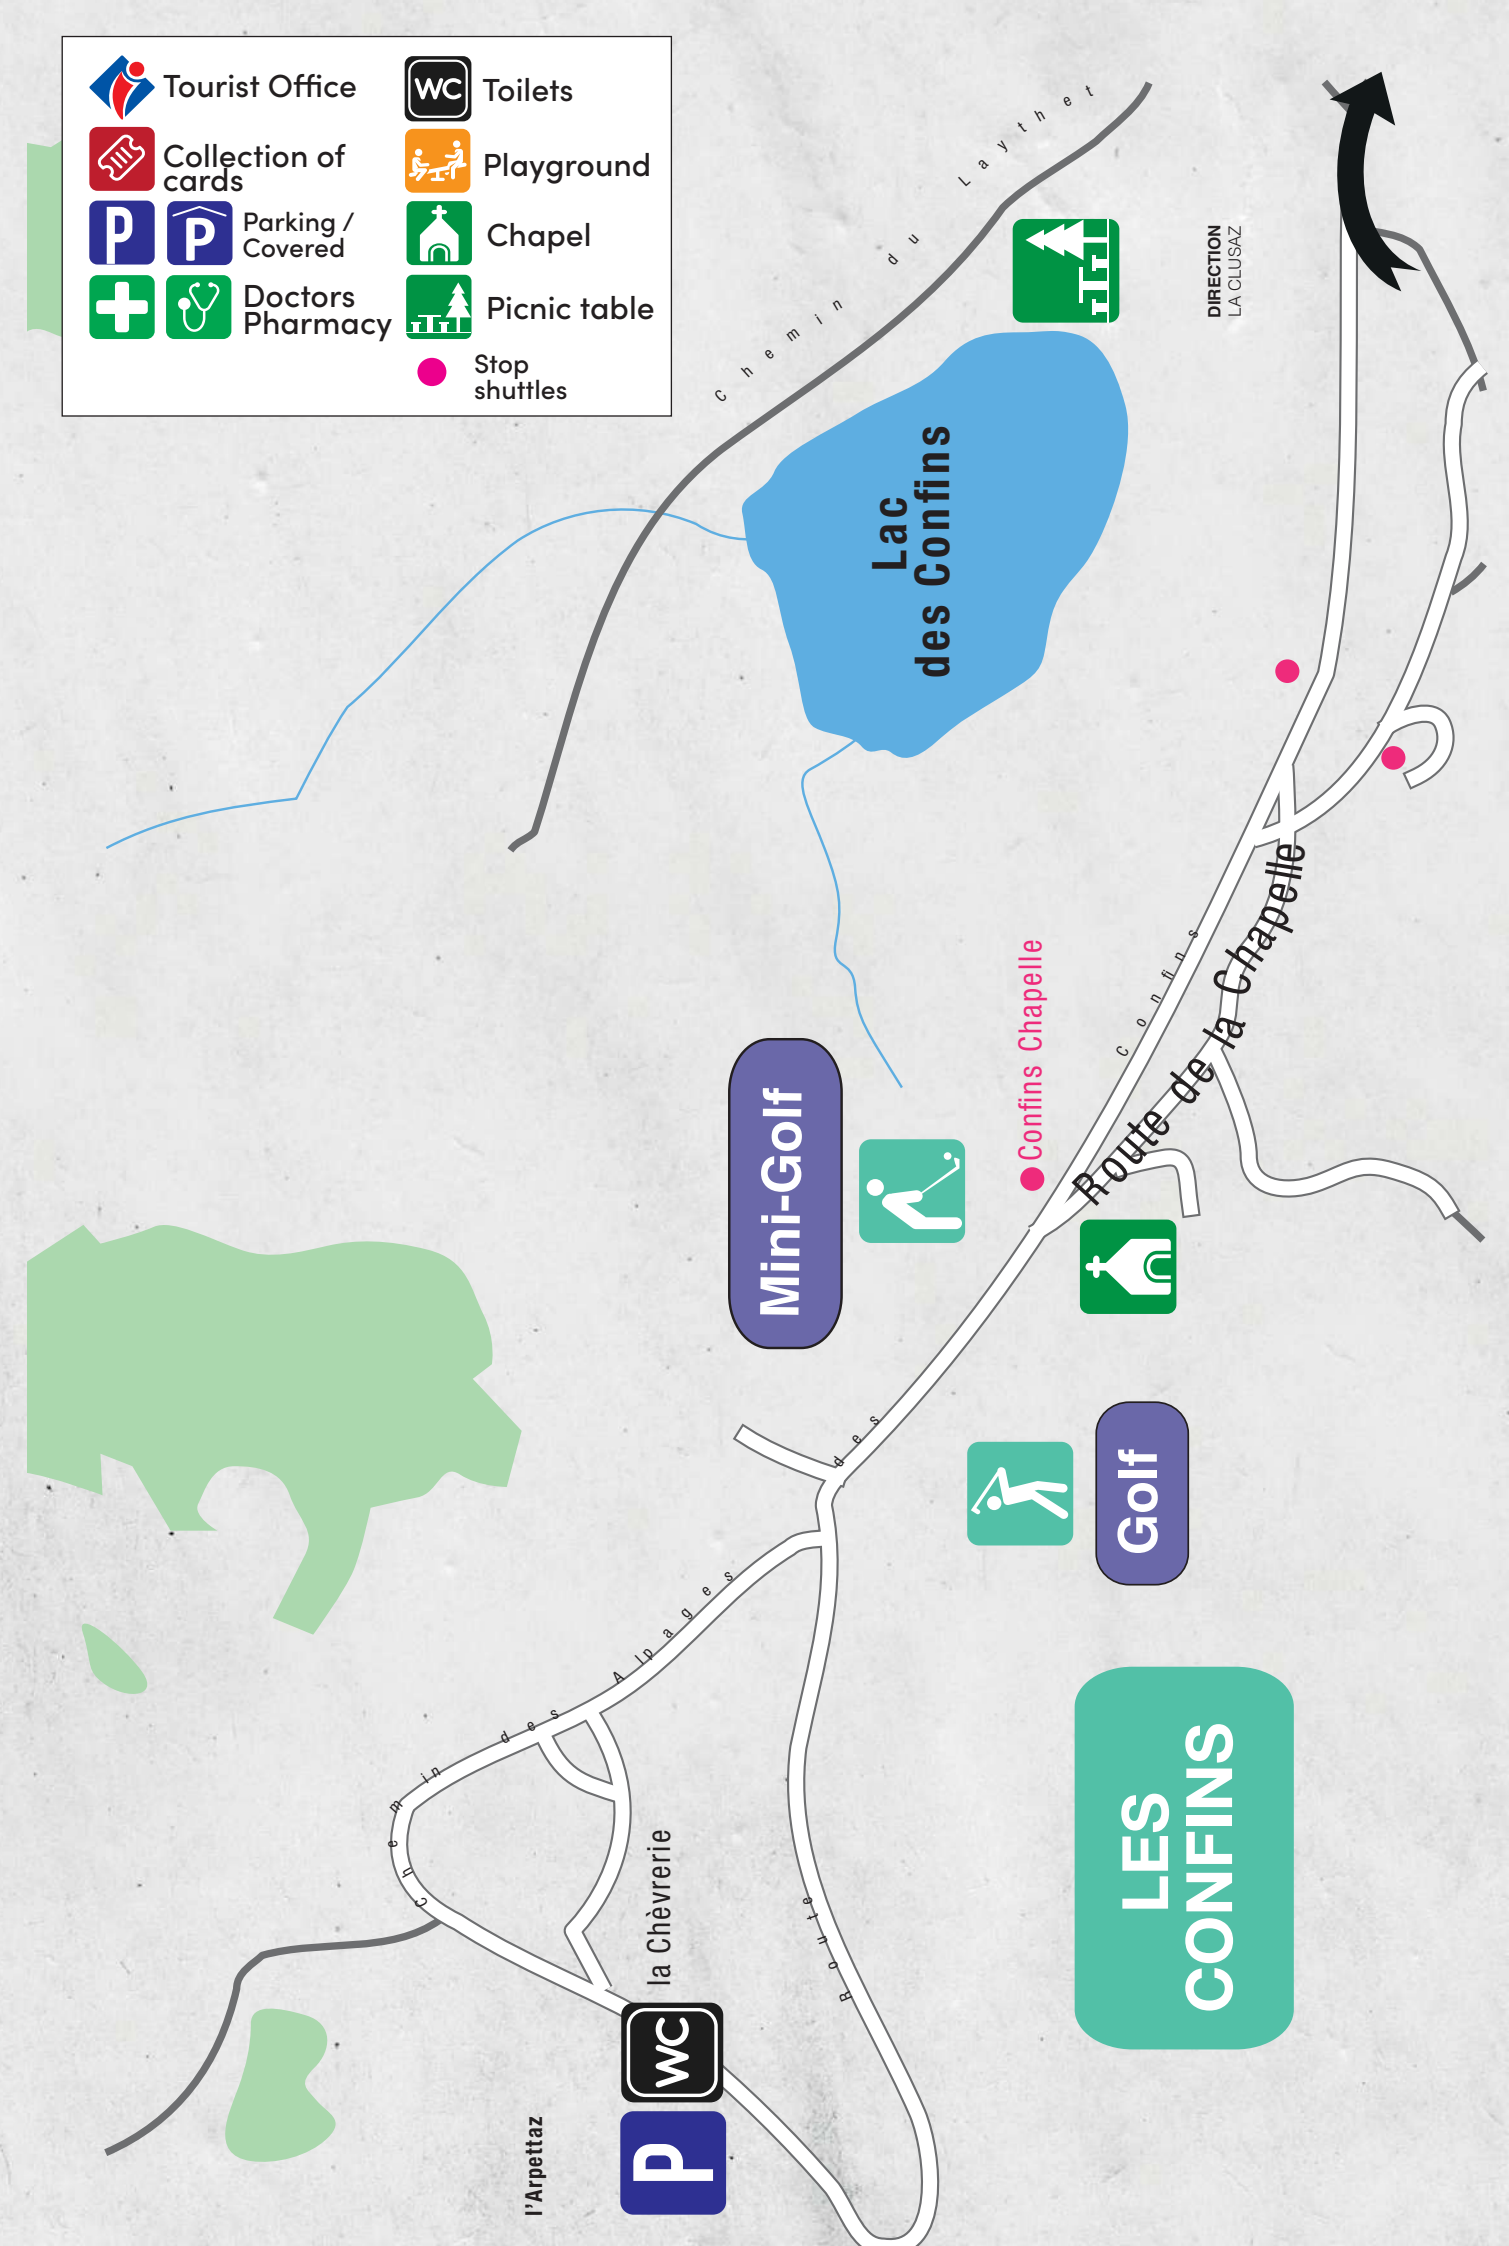 Tourist Office
Collection of
cards
P
P
Parking /
Covered
Doctors
Pharmacy
WC
Toilets
Playground
Chapel
Picnic table
Stop
shuttles
Chemin du Laythet
DIRECTION
LA CLUSAZ
Lac
des Confins
Confins Chapelle
Route des Confins
Route de la Chapelle
Mini-Golf
Golf
Chemin des Alpages
la Chèvrerie
LES
CONFINS
WC
P
l'Arpettaz